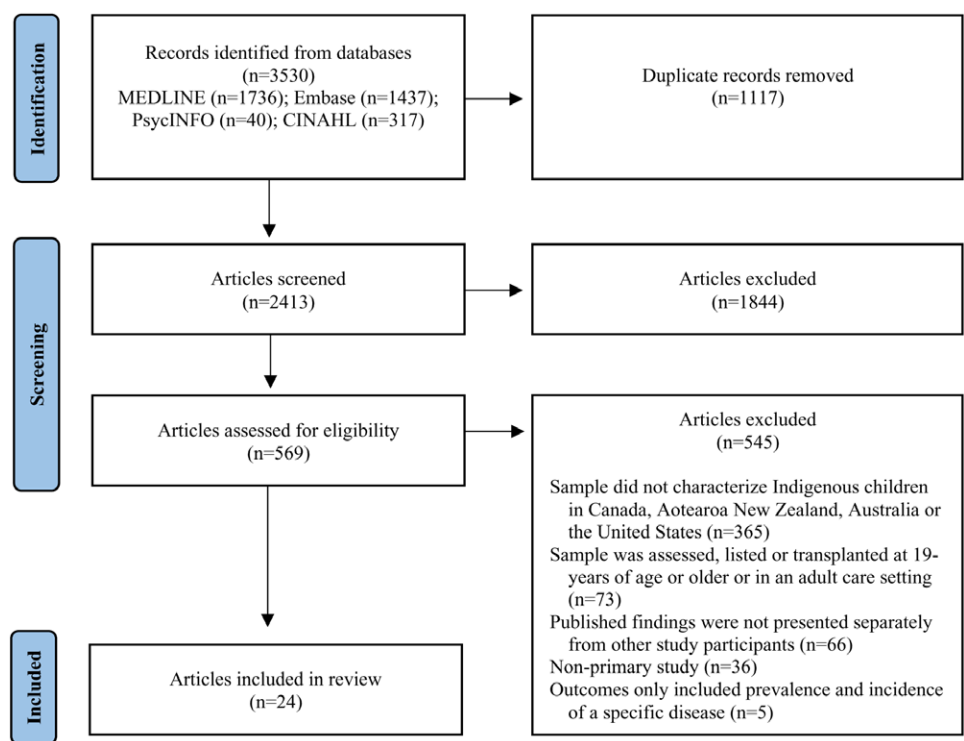 Identification
Records identified from databases
(n=3530)
MEDLINE (n=1736); Embase (n=1437);
PsycINFO (n=40); CINAHL (n=317)
Duplicate records removed
(n=1117)
Screening
Articles screened
(n=2413)
Articles excluded
(n=1844)
Articles assessed for eligibility
(n=569)
Articles excluded
(n=545)
Sample did not characterize Indigenous children
in Canada, Aotearoa New Zealand, Australia or
the United States (n=365)
Sample was assessed, listed or transplanted at 19-
years of age or older or in an adult care setting
(n=73)
Published findings were not presented separately
from other study participants (n=66)
Non-primary study (n=36)
Outcomes only included prevalence and incidence
of a specific disease (n=5)
Included
Articles included in review
(n=24)